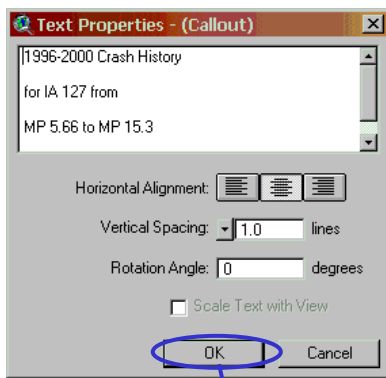 Text Properties - (Callout)
1996-2000 Crash History
for IA 127 from
MP 5.66 to MP 15.3
Horizontal Alignment:
Vertical Spacing: 1.0 lines
Rotation Angle: 0 degrees
Scale Text with View
OK Cancel